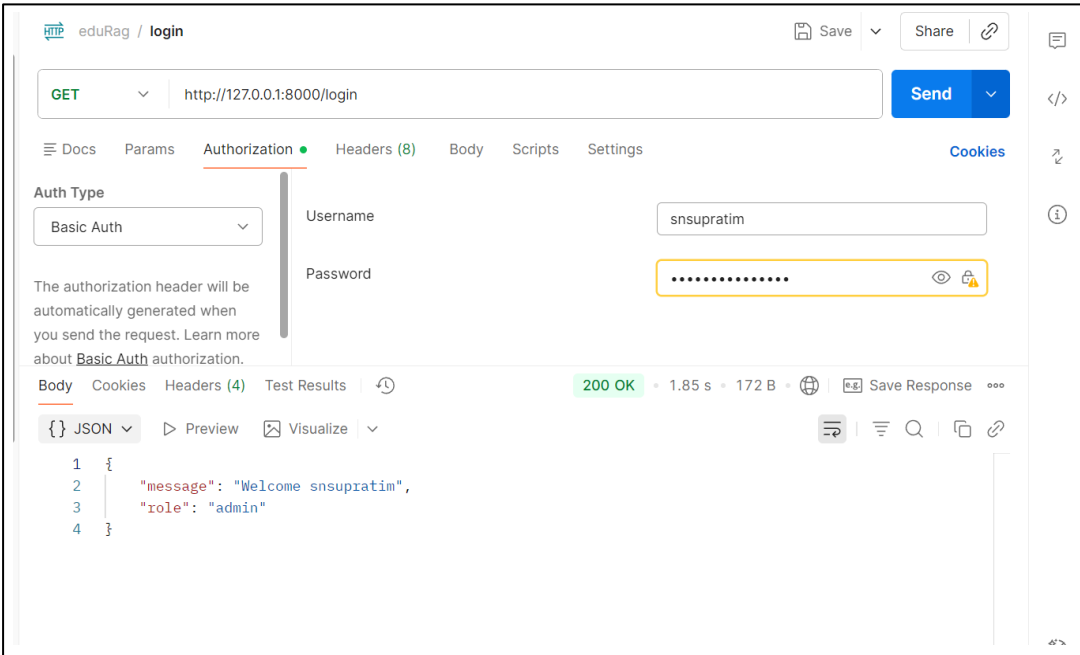 HTTP eduRag / login Save Share
GET http://127.0.0.1:8000/login Send
Docs Params Authorization Headers (8) Body Scripts Settings Cookies
Auth Type
Basic Auth
Username snsupratim
Password •••••••••••••••
The authorization header will be
automatically generated when
you send the request. Learn more
about Basic Auth authorization.
Body Cookies Headers (4) Test Results 200 OK • 1.85 s • 172 B • e.g. Save Response
{} JSON Preview Visualize
1 {
2 "message": "Welcome snsupratim",
3 "role": "admin"
4 }